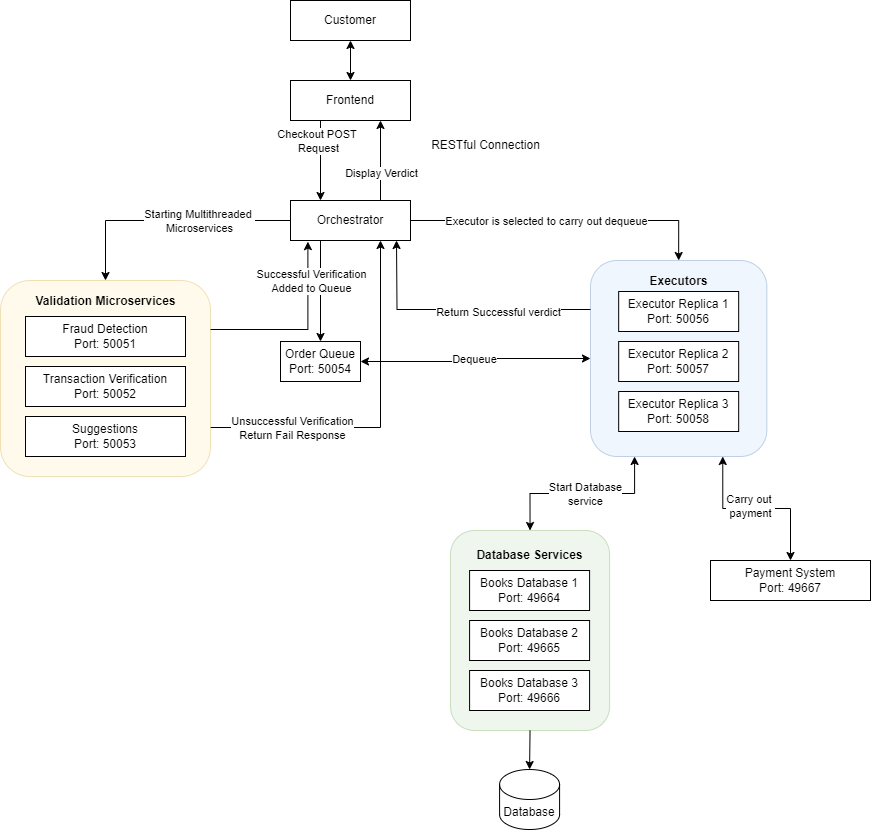 Customer
Frontend
Checkout POST
Request
RESTful Connection
Display Verdict
Starting Multithreaded
Microservices
Orchestrator
Executor is selected to carry out dequeue
Successful Verification
Added to Queue
Validation Microservices
Fraud Detection
Port: 50051
Transaction Verification
Port: 50052
Suggestions
Port: 50053
Order Queue
Port: 50054
Return Successful verdict
Dequeue
Unsuccessful Verification
Return Fail Response
Executors
Executor Replica 1
Port: 50056
Executor Replica 2
Port: 50057
Executor Replica 3
Port: 50058
Start Database
service
Carry out
payment
Database Services
Books Database 1
Port: 49664
Books Database 2
Port: 49665
Books Database 3
Port: 49666
Payment System
Port: 49667
Database